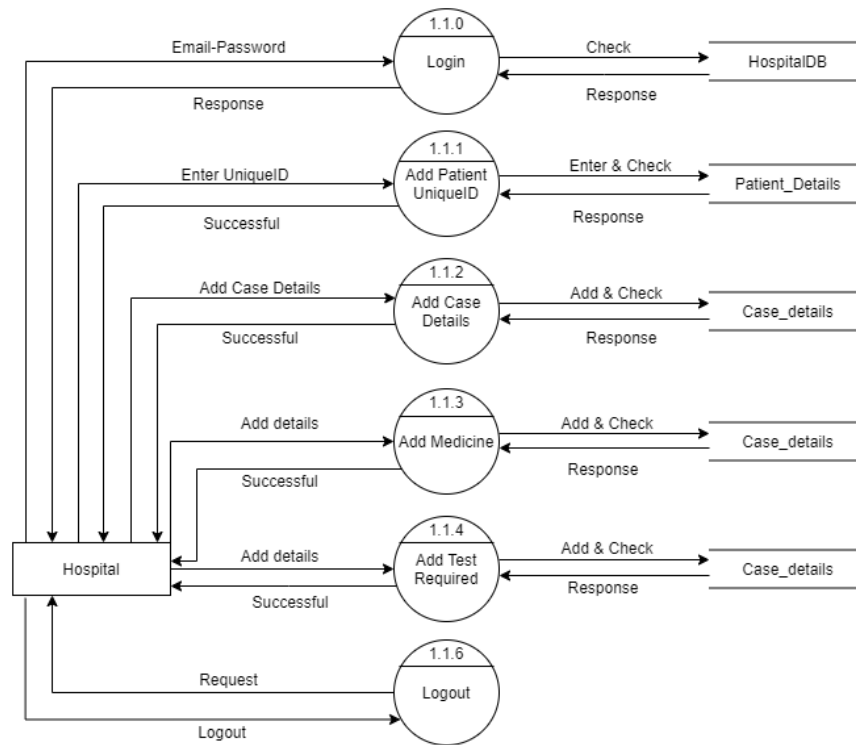 1.1.0
Email-Password
Login
Check
HospitalDB
Response
Response
1.1.1
Enter UniqueID
Add Patient
UniqueID
Enter & Check
Patient_Details
Successful
Response
1.1.2
Add Case Details
Add Case
Details
Add & Check
Case_details
Successful
Response
1.1.3
Add details
Add Medicine
Add & Check
Case_details
Successful
Response
1.1.4
Hospital
Add details
Add Test
Required
Add & Check
Case_details
Successful
Response
1.1.6
Request
Logout
Logout